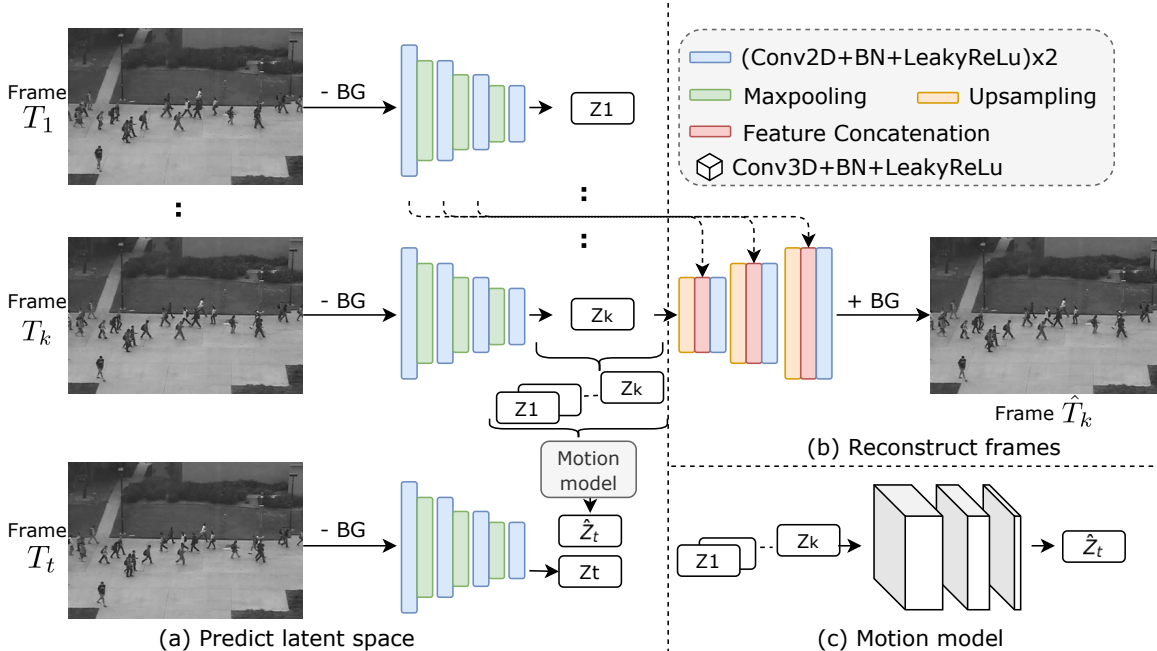 Frame
T₁
- BG
Z1
:
:
(Conv2D+BN+LeakyReLu)x2
Maxpooling
Upsampling
Feature Concatenation
Conv3D+BN+LeakyReLu
:
Frame
Tₖ
- BG
Zk
+ BG
Frame T̂ₖ
Z1
Zk
(b) Reconstruct frames
Motion
model
Frame
Tₜ
- BG
Ẑₜ
Zt
(a) Predict latent space
Z1
Zk
Ẑₜ
(c) Motion model